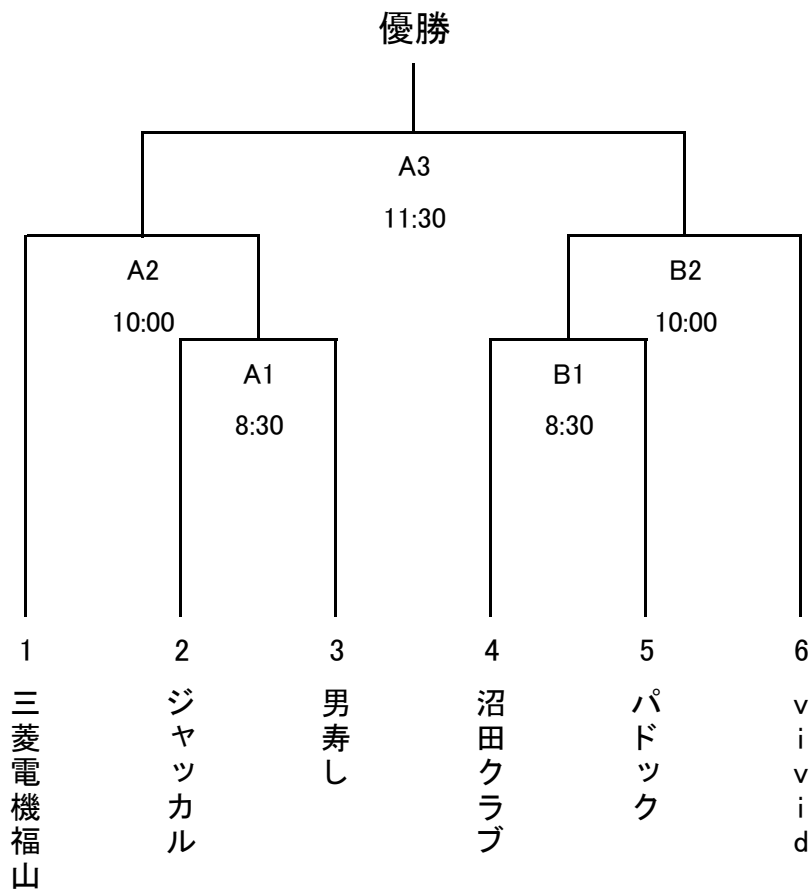 優勝
A3
11:30
A2
B2
10:00
10:00
A1
B1
8:30
8:30
1
2
3
4
5
6
三菱電機福山
ジャッカル
男寿し
沼田クラブ
パドック
vivid